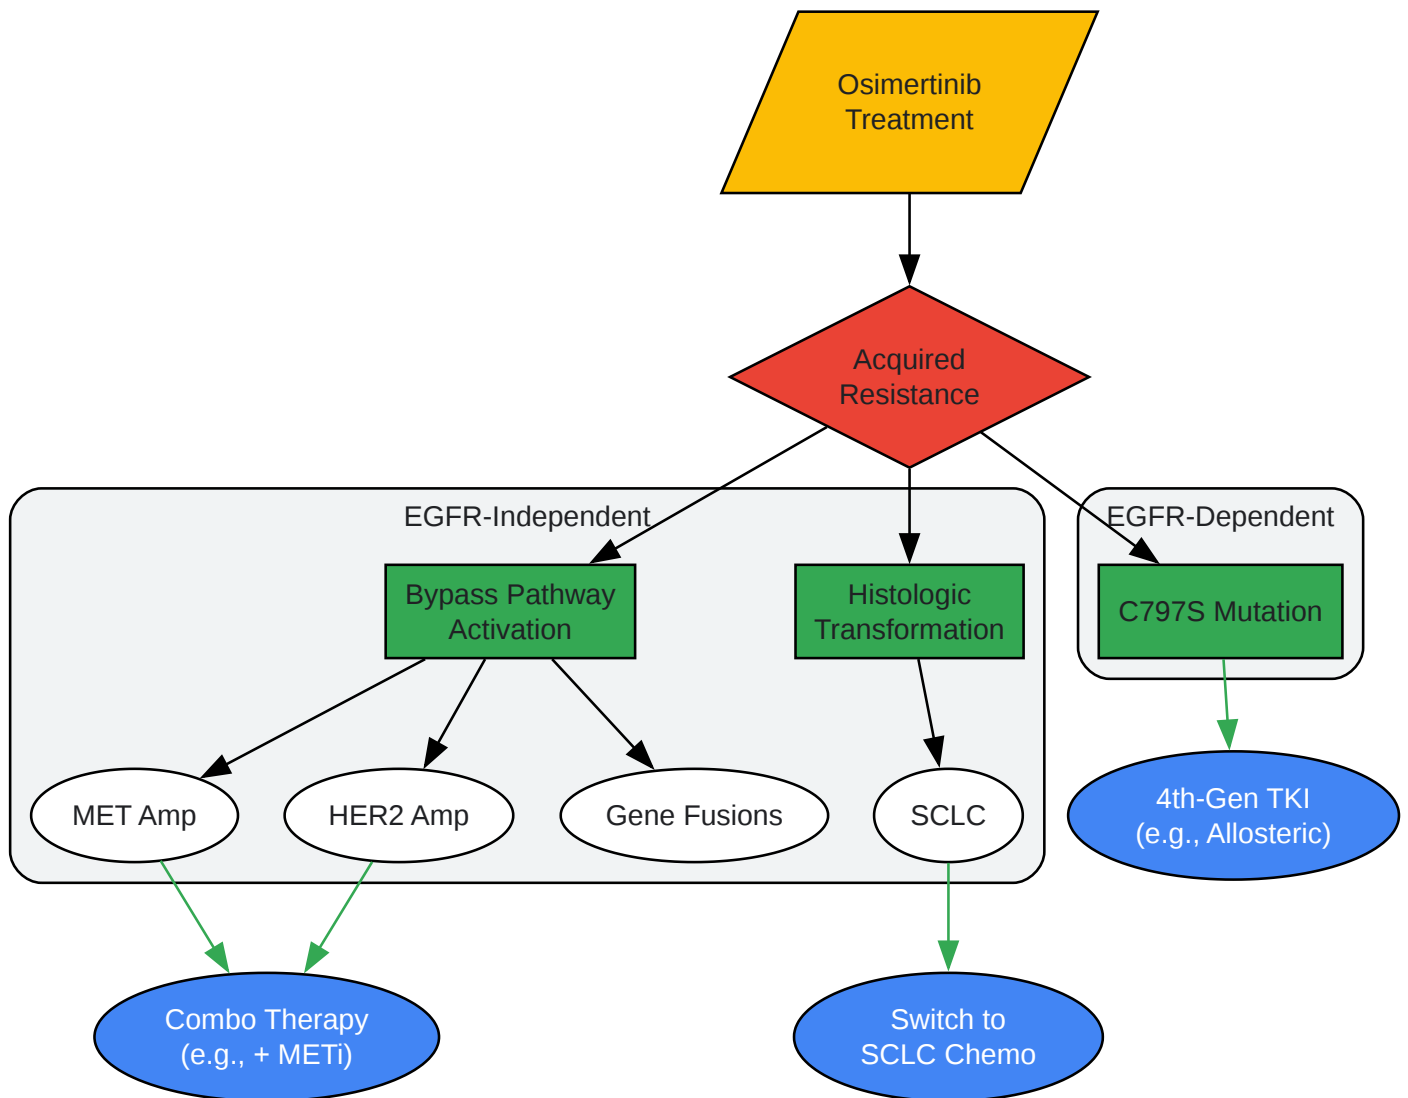 Osimertinib
Treatment
Acquired
Resistance
EGFR-Independent
EGFR-Dependent
Bypass Pathway
Activation
Histologic
Transformation
C797S Mutation
MET Amp
HER2 Amp
Gene Fusions
SCLC
4th-Gen TKI
(e.g., Allosteric)
Combo Therapy
(e.g., + METi)
Switch to
SCLC Chemo